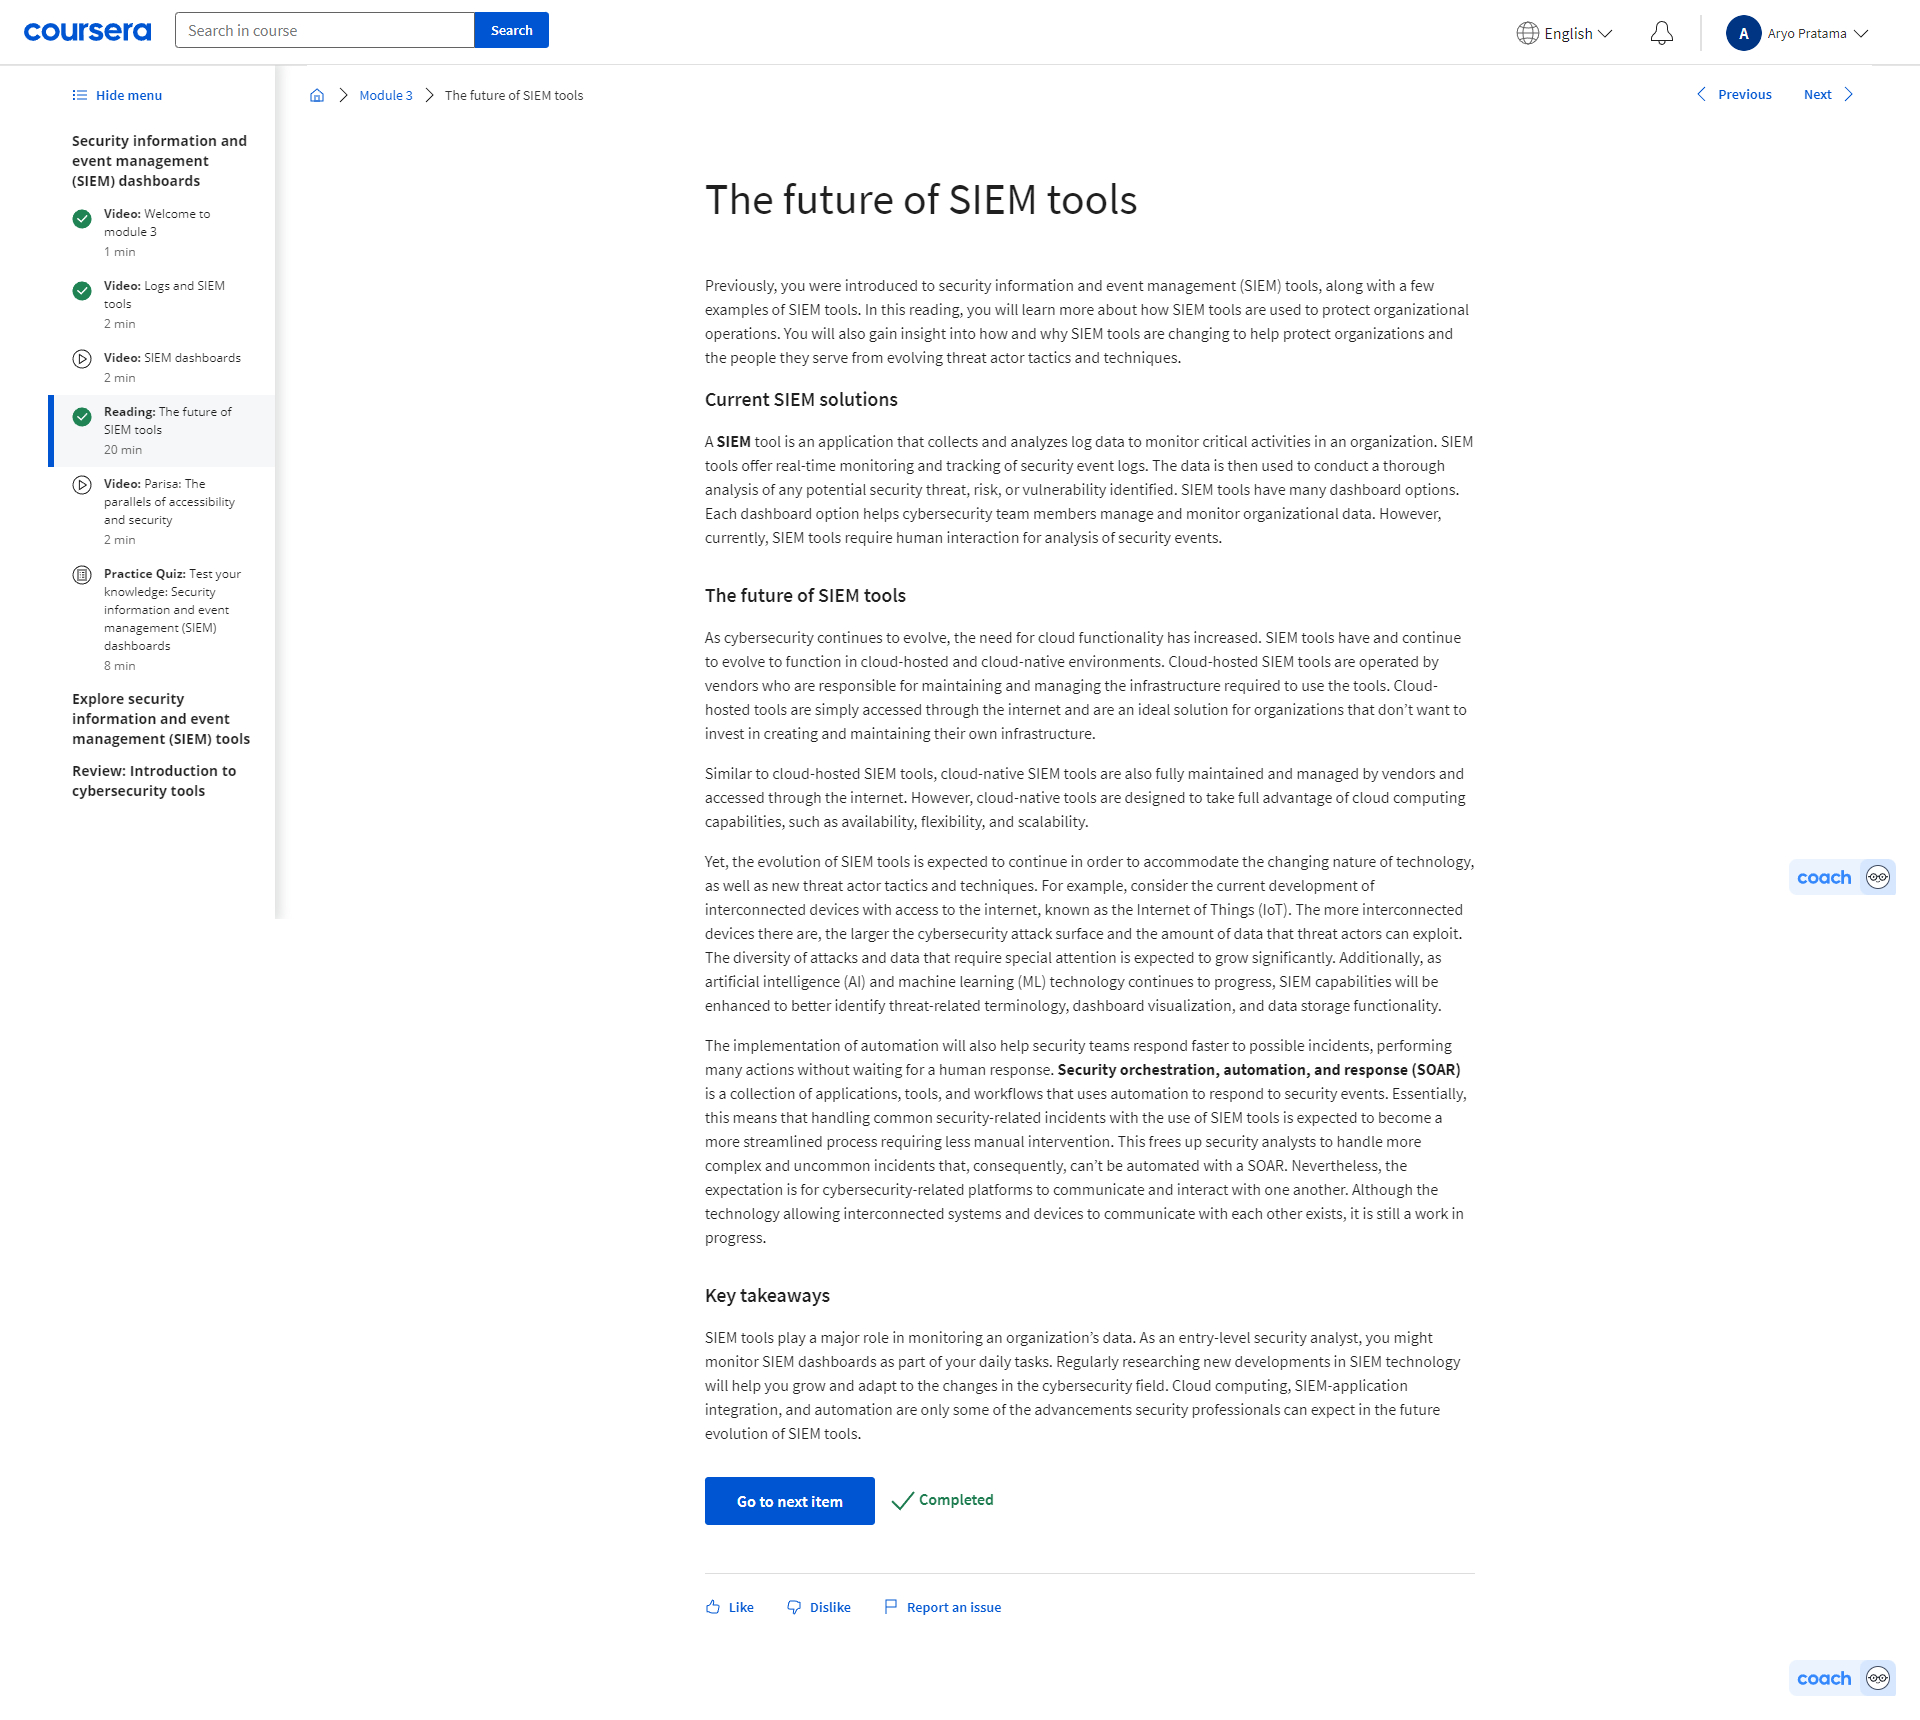 coursera
Search in course
Search
English
A
Aryo Pratama
Hide menu
Security information and
event management
(SIEM) dashboards
Video: Welcome to
module 3
1 min
Video: Logs and SIEM
tools
2 min
Video: SIEM dashboards
2 min
Reading: The future of
SIEM tools
20 min
Video: Parisa: The
parallels of accessibility
and security
2 min
Practice Quiz: Test your
knowledge: Security
information and event
management (SIEM)
dashboards
8 min
Explore security
information and event
management (SIEM) tools
Review: Introduction to
cybersecurity tools
Module 3
The future of SIEM tools
Previous
Next
The future of SIEM tools
Previously, you were introduced to security information and event management (SIEM) tools, along with a few
examples of SIEM tools. In this reading, you will learn more about how SIEM tools are used to protect organizational
operations. You will also gain insight into how and why SIEM tools are changing to help protect organizations and
the people they serve from evolving threat actor tactics and techniques.
Current SIEM solutions
A SIEM tool is an application that collects and analyzes log data to monitor critical activities in an organization. SIEM
tools offer real-time monitoring and tracking of security event logs. The data is then used to conduct a thorough
analysis of any potential security threat, risk, or vulnerability identified. SIEM tools have many dashboard options.
Each dashboard option helps cybersecurity team members manage and monitor organizational data. However,
currently, SIEM tools require human interaction for analysis of security events.
The future of SIEM tools
As cybersecurity continues to evolve, the need for cloud functionality has increased. SIEM tools have and continue
to evolve to function in cloud-hosted and cloud-native environments. Cloud-hosted SIEM tools are operated by
vendors who are responsible for maintaining and managing the infrastructure required to use the tools. Cloud-
hosted tools are simply accessed through the internet and are an ideal solution for organizations that don’t want to
invest in creating and maintaining their own infrastructure.
Similar to cloud-hosted SIEM tools, cloud-native SIEM tools are also fully maintained and managed by vendors and
accessed through the internet. However, cloud-native tools are designed to take full advantage of cloud computing
capabilities, such as availability, flexibility, and scalability.
Yet, the evolution of SIEM tools is expected to continue in order to accommodate the changing nature of technology,
as well as new threat actor tactics and techniques. For example, consider the current development of
interconnected devices with access to the internet, known as the Internet of Things (IoT). The more interconnected
devices there are, the larger the cybersecurity attack surface and the amount of data that threat actors can exploit.
The diversity of attacks and data that require special attention is expected to grow significantly. Additionally, as
artificial intelligence (AI) and machine learning (ML) technology continues to progress, SIEM capabilities will be
enhanced to better identify threat-related terminology, dashboard visualization, and data storage functionality.
The implementation of automation will also help security teams respond faster to possible incidents, performing
many actions without waiting for a human response. Security orchestration, automation, and response (SOAR)
is a collection of applications, tools, and workflows that uses automation to respond to security events. Essentially,
this means that handling common security-related incidents with the use of SIEM tools is expected to become a
more streamlined process requiring less manual intervention. This frees up security analysts to handle more
complex and uncommon incidents that, consequently, can’t be automated with a SOAR. Nevertheless, the
expectation is for cybersecurity-related platforms to communicate and interact with one another. Although the
technology allowing interconnected systems and devices to communicate with each other exists, it is still a work in
progress.
Key takeaways
SIEM tools play a major role in monitoring an organization’s data. As an entry-level security analyst, you might
monitor SIEM dashboards as part of your daily tasks. Regularly researching new developments in SIEM technology
will help you grow and adapt to the changes in the cybersecurity field. Cloud computing, SIEM-application
integration, and automation are only some of the advancements security professionals can expect in the future
evolution of SIEM tools.
Go to next item
Completed
Like
Dislike
Report an issue
coach
coach